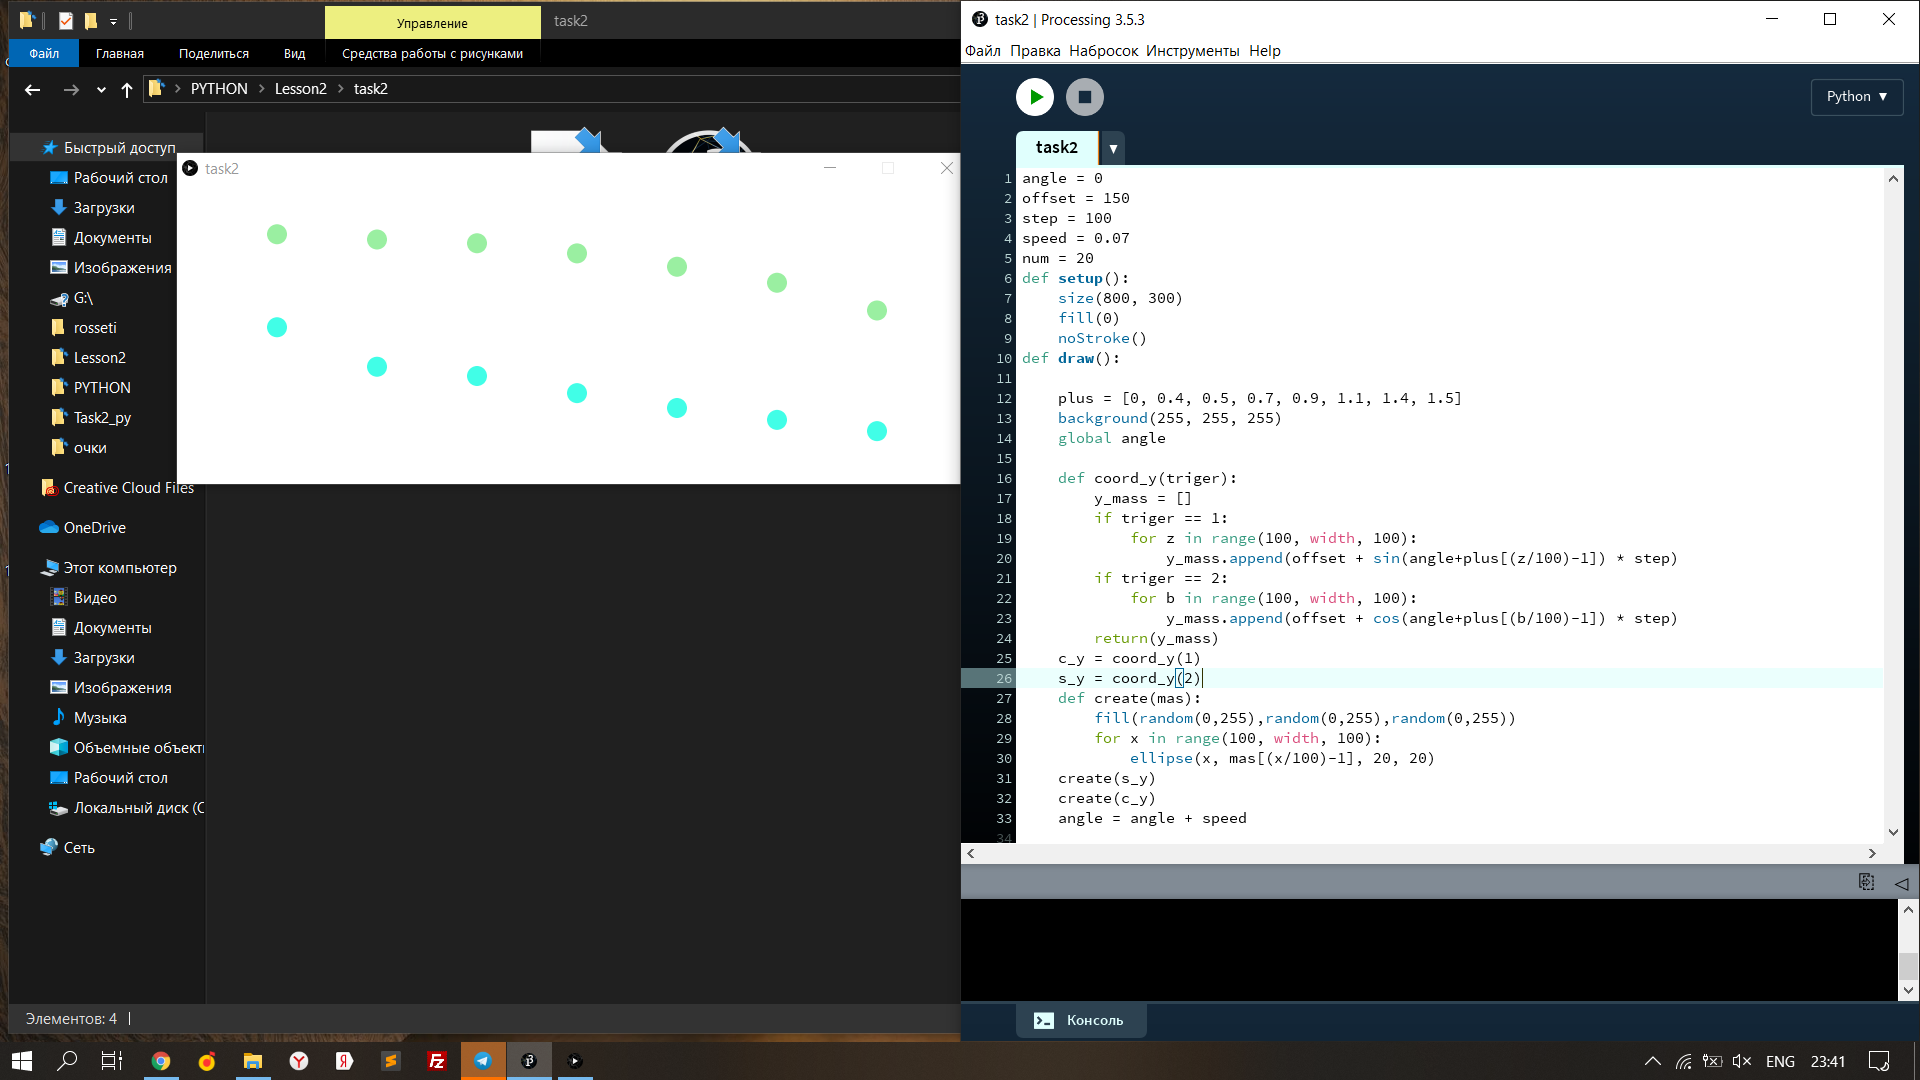 Управление
task2
Файл
Главная
Поделиться
Вид
Средства работы с рисунками
PYTHON
Lesson2
task2
Быстрый доступ
Рабочий стол
Загрузки
Документы
Изображения
G:\
rosseti
Lesson2
PYTHON
Task2_py
очки
Creative Cloud Files
OneDrive
Этот компьютер
Видео
Документы
Загрузки
Изображения
Музыка
Объемные объект
Рабочий стол
Локальный диск (C
Сеть
Элементов: 4
task2
task2 | Processing 3.5.3
Файл Правка Набросок Инструменты Help
Python ▼
task2 ▼
1 angle = 0
2 offset = 150
3 step = 100
4 speed = 0.07
5 num = 20
6 def setup():
7     size(800, 300)
8     fill(0)
9     noStroke()
10 def draw():
11
12     plus = [0, 0.4, 0.5, 0.7, 0.9, 1.1, 1.4, 1.5]
13     background(255, 255, 255)
14     global angle
15
16     def coord_y(triger):
17         y_mass = []
18         if triger == 1:
19             for z in range(100, width, 100):
20                 y_mass.append(offset + sin(angle+plus[(z/100)-1]) * step)
21         if triger == 2:
22             for b in range(100, width, 100):
23                 y_mass.append(offset + cos(angle+plus[(b/100)-1]) * step)
24         return(y_mass)
25     c_y = coord_y(1)
26     s_y = coord_y(2)
27     def create(mas):
28         fill(random(0,255),random(0,255),random(0,255))
29         for x in range(100, width, 100):
30             ellipse(x, mas[(x/100)-1], 20, 20)
31     create(s_y)
32     create(c_y)
33     angle = angle + speed
34
Консоль
ENG
23:41